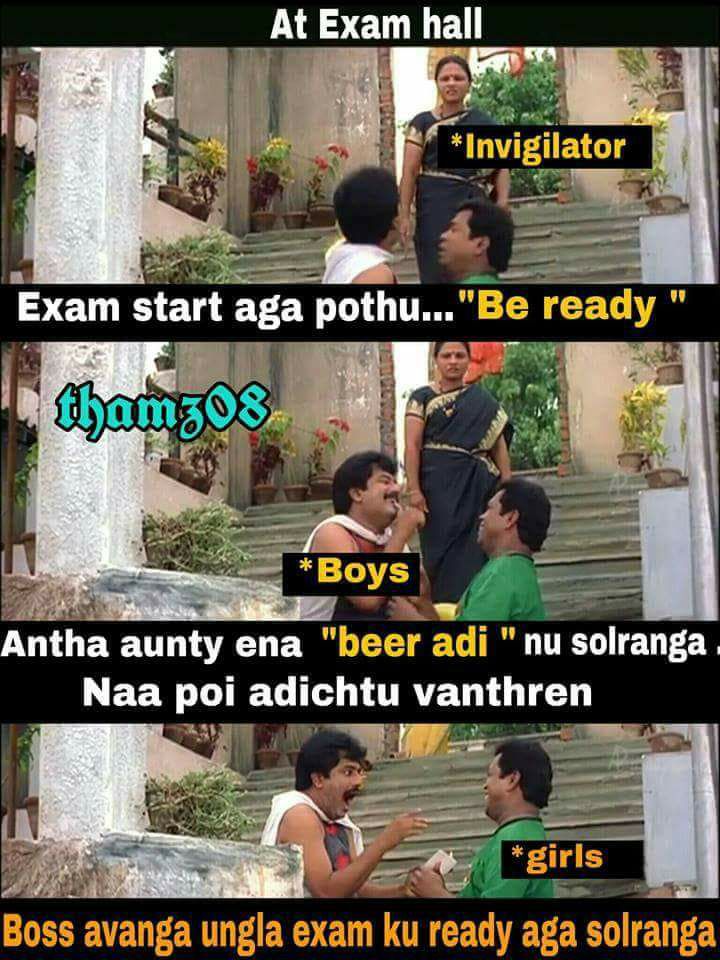 At Exam hall
*Invigilator
Exam start aga pothu..."Be ready "
thamz08
*Boys
Antha aunty ena "beer adi " nu solranga .
Naa poi adichtu vanthren
*girls
Boss avanga ungla exam ku ready aga solranga